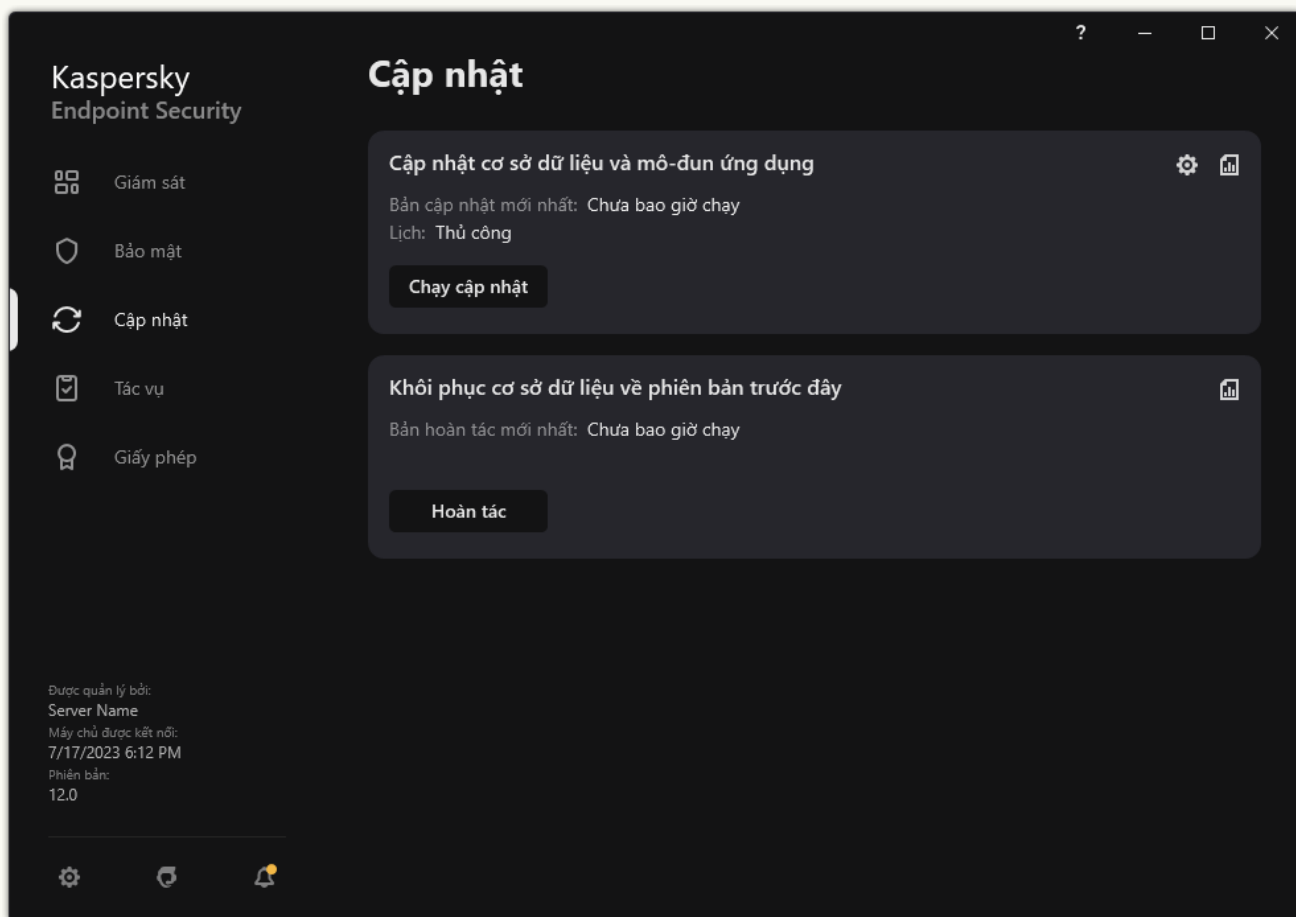 ?
Kaspersky
Endpoint Security
Giám sát
Bảo mật
Cập nhật
Tác vụ
Giấy phép
Được quản lý bởi:
Server Name
Máy chủ được kết nối:
7/17/2023 6:12 PM
Phiên bản:
12.0
Cập nhật
Cập nhật cơ sở dữ liệu và mô-đun ứng dụng
Bản cập nhật mới nhất: Chưa bao giờ chạy
Lịch: Thủ công
Chạy cập nhật
Khôi phục cơ sở dữ liệu về phiên bản trước đây
Bản hoàn tác mới nhất: Chưa bao giờ chạy
Hoàn tác